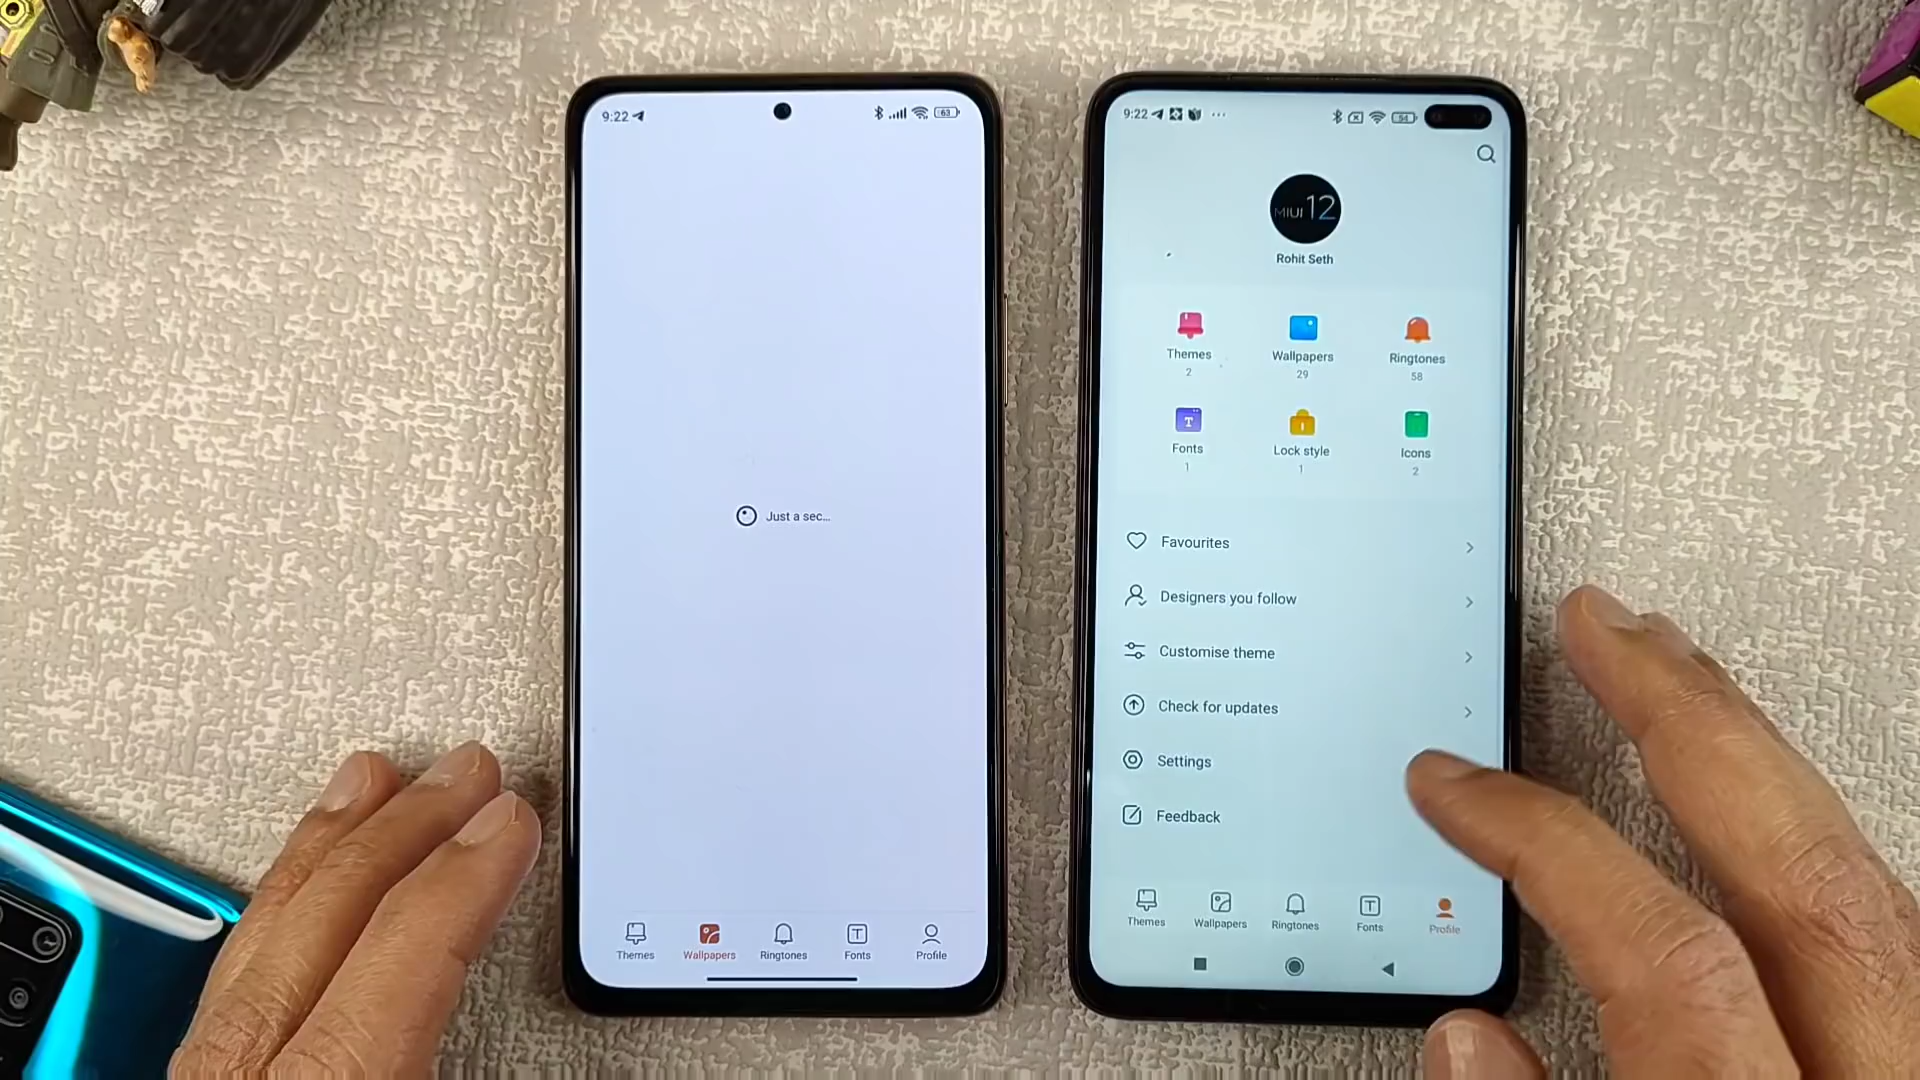 9:22
63
Just a sec...
Themes
Wallpapers
Ringtones
Fonts
Profile
9:22
54
MIUI 12
Rohit Seth
Themes
2
Wallpapers
29
Ringtones
58
Fonts
1
Lock style
1
Icons
2
Favourites
Designers you follow
Customise theme
Check for updates
Settings
Feedback
Themes
Wallpapers
Ringtones
Fonts
Profile